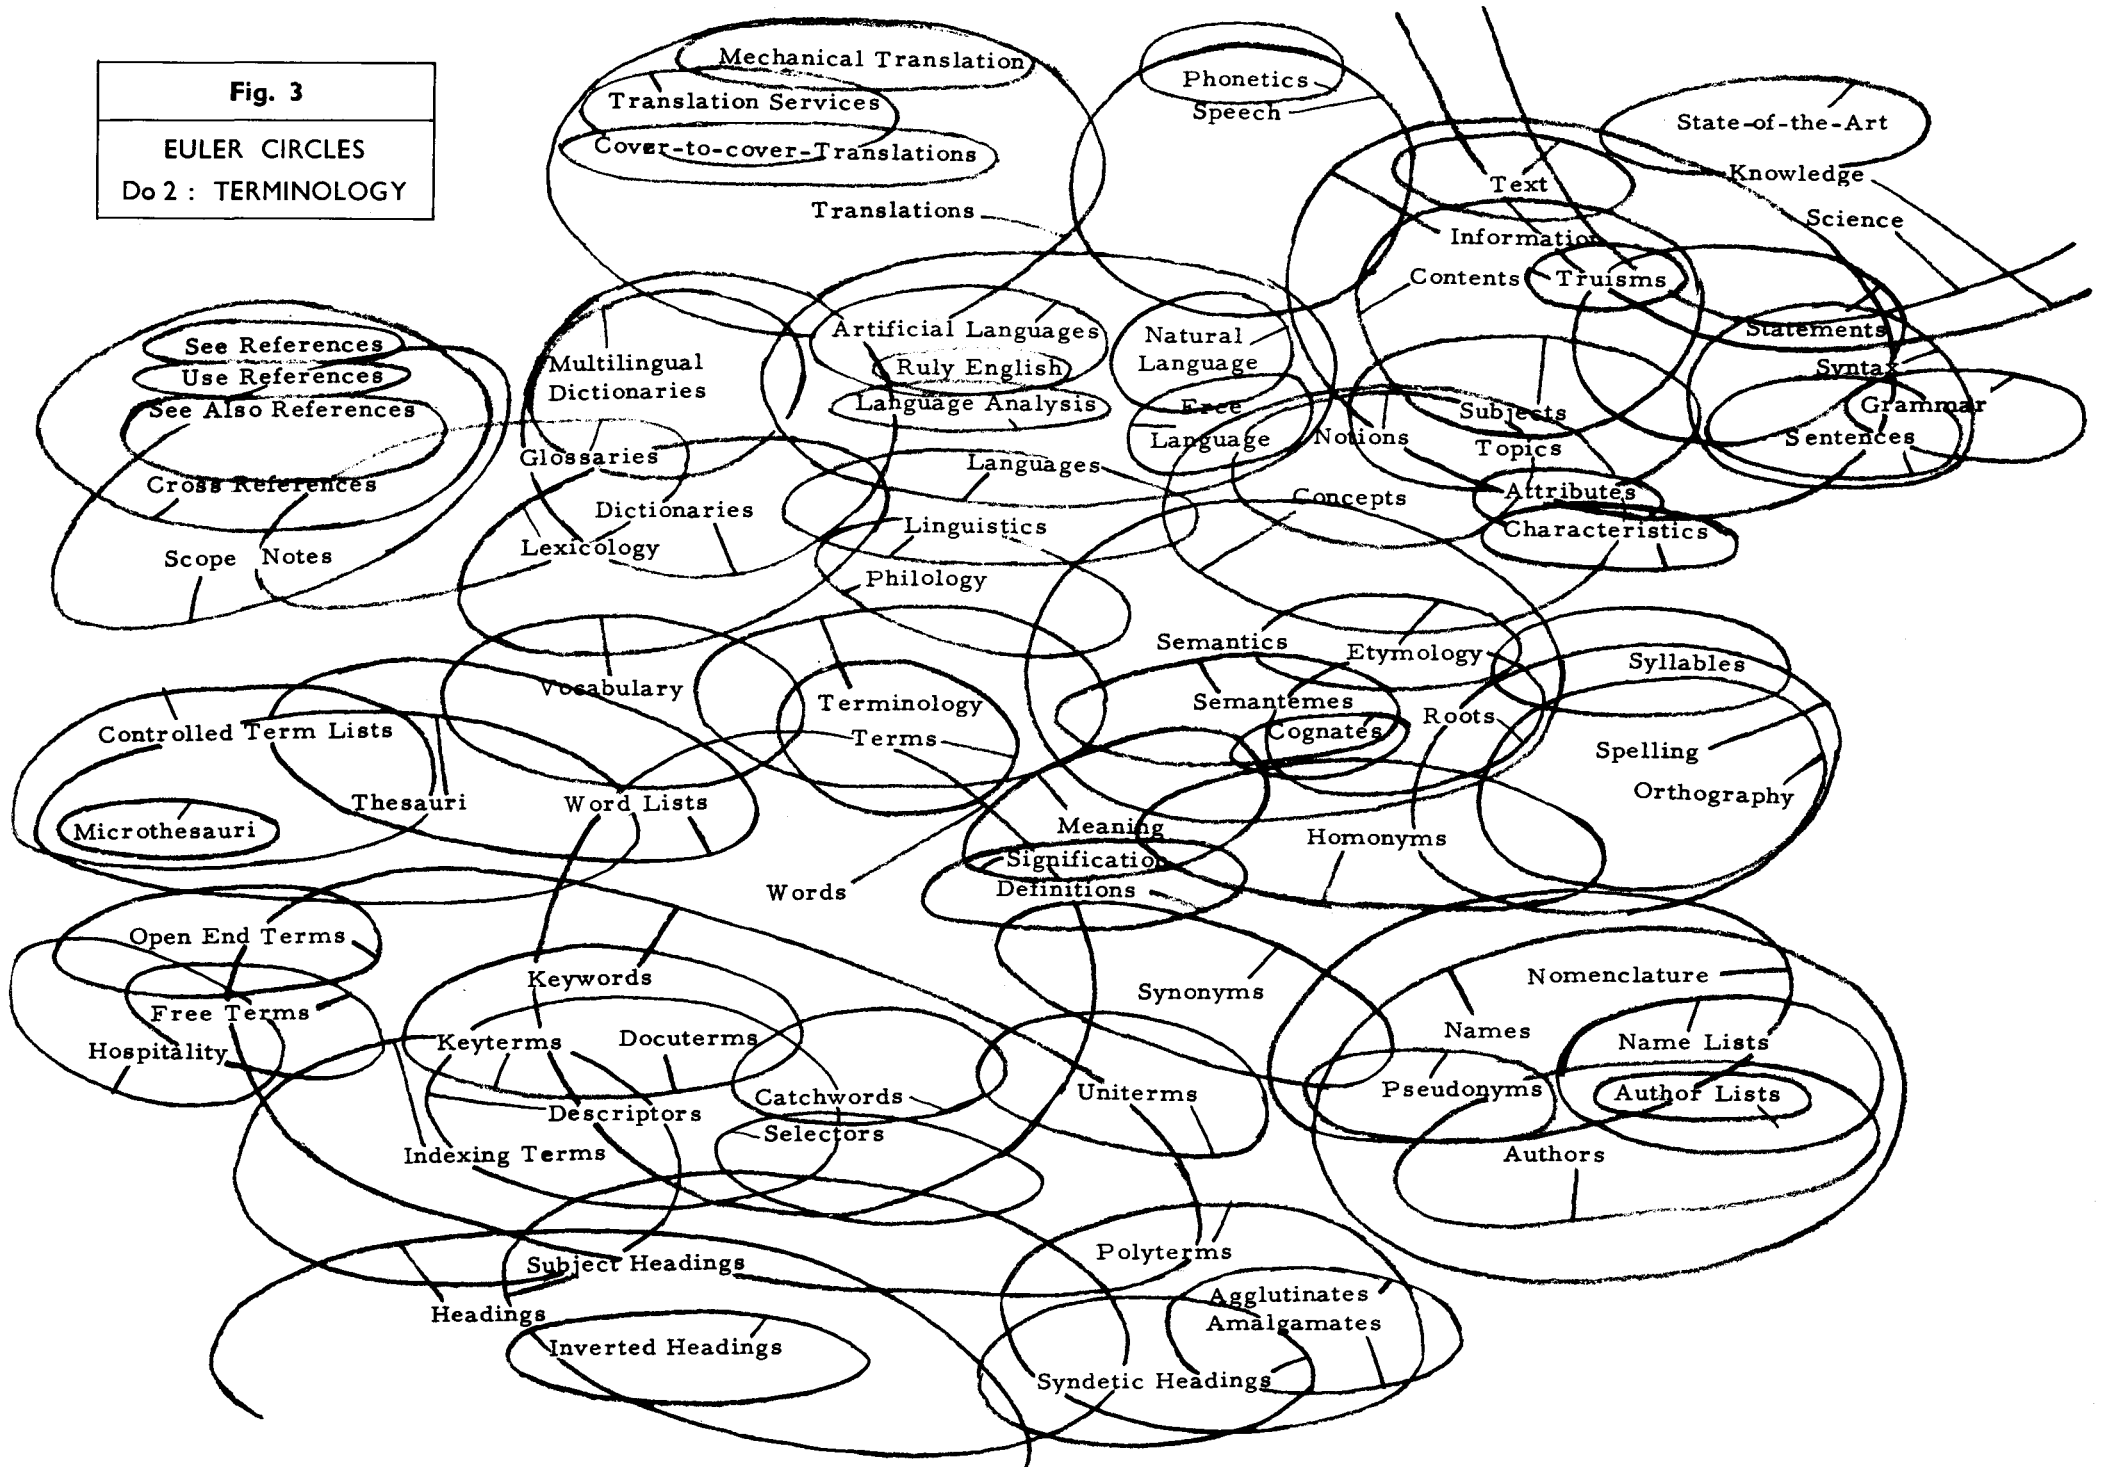 Fig. 3
EULER CIRCLES
Do 2 : TERMINOLOGY
Mechanical Translation
Translation Services
Cover-to-cover-Translations
Translations
Phonetics
Speech
State-of-the-Art
Knowledge
Science
Text
Information
Contents
Truisms
Statements
Syntax
Grammar
Sentences
See References
Use References
See Also References
Cross References
Scope Notes
Multilingual
Dictionaries
Glossaries
Dictionaries
Lexicology
Artificial Languages
Ruly English
Language Analysis
Natural
Language
Free
Language
Languages
Linguistics
Philology
Notions
Subjects
Topics
Concepts
Attributes
Characteristics
Vocabulary
Terminology
Terms
Semantics
Etymology
Semantemes
Cognates
Roots
Syllables
Spelling
Orthography
Controlled Term Lists
Thesauri
Word Lists
Microthesauri
Words
Meaning
Signification
Definitions
Homonyms
Open End Terms
Free Terms
Hospitality
Keywords
Keyterms
Docuterms
Catchwords
Descriptors
Selectors
Indexing Terms
Synonyms
Uniterms
Nomenclature
Names
Name Lists
Pseudonyms
Author Lists
Authors
Subject Headings
Headings
Inverted Headings
Polyterms
Agglutinates
Amalgamates
Syndetic Headings